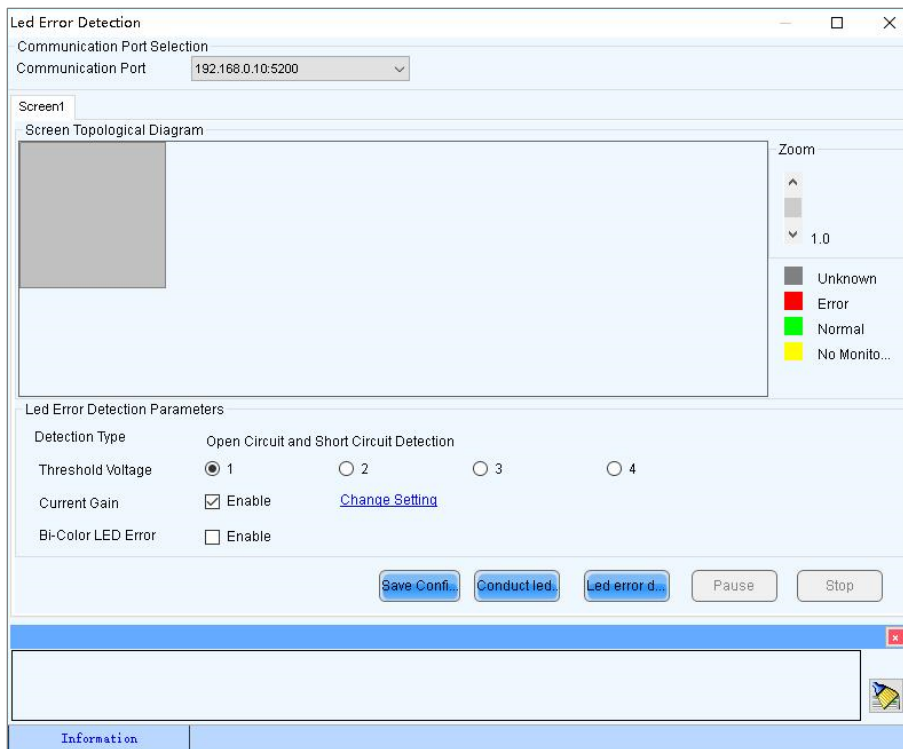 Led Error Detection
Communication Port Selection
Communication Port 192.168.0.10:5200
Screen1
Screen Topological Diagram
Zoom
1.0
Unknown
Error
Normal
No Monito...
Led Error Detection Parameters
Detection Type Open Circuit and Short Circuit Detection
Threshold Voltage 1 2 3 4
Current Gain Enable Change Setting
Bi-Color LED Error Enable
Save Confi... Conduct led.. Led error d... Pause Stop
Information